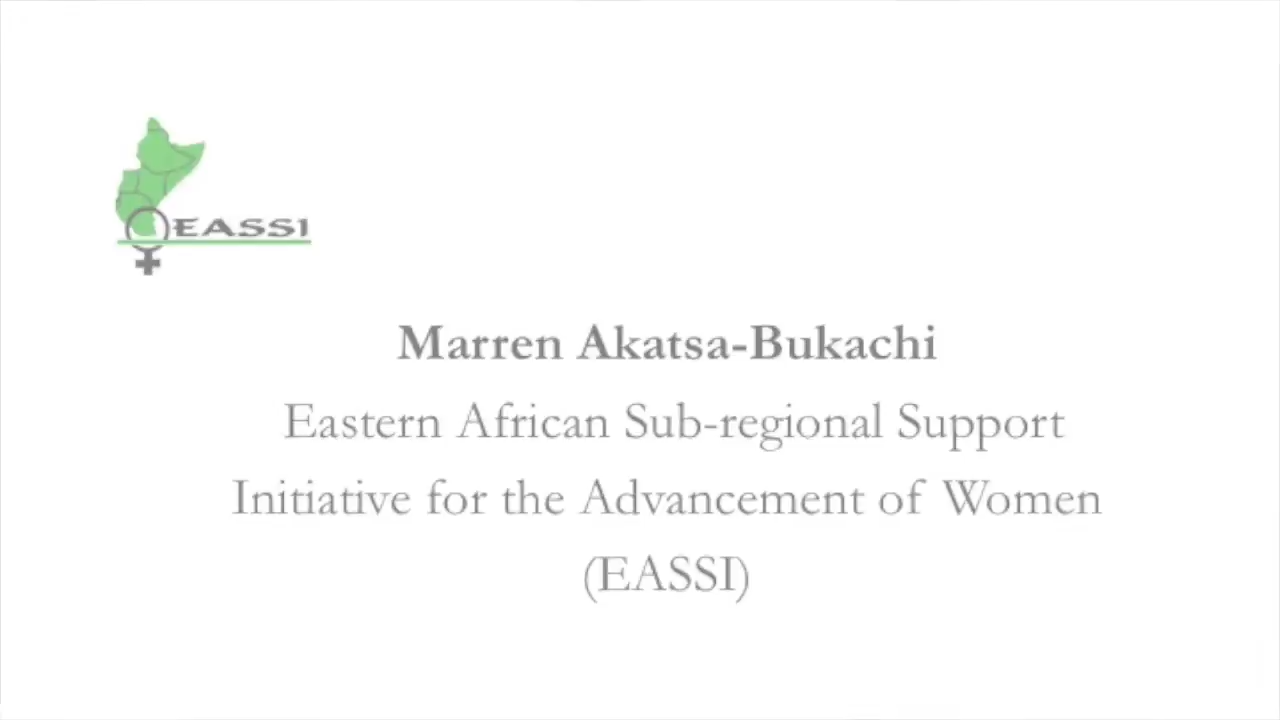 EASSI
Marren Akatsa-Bukachi
Eastern African Sub-regional Support
Initiative for the Advancement of Women
(EASSI)